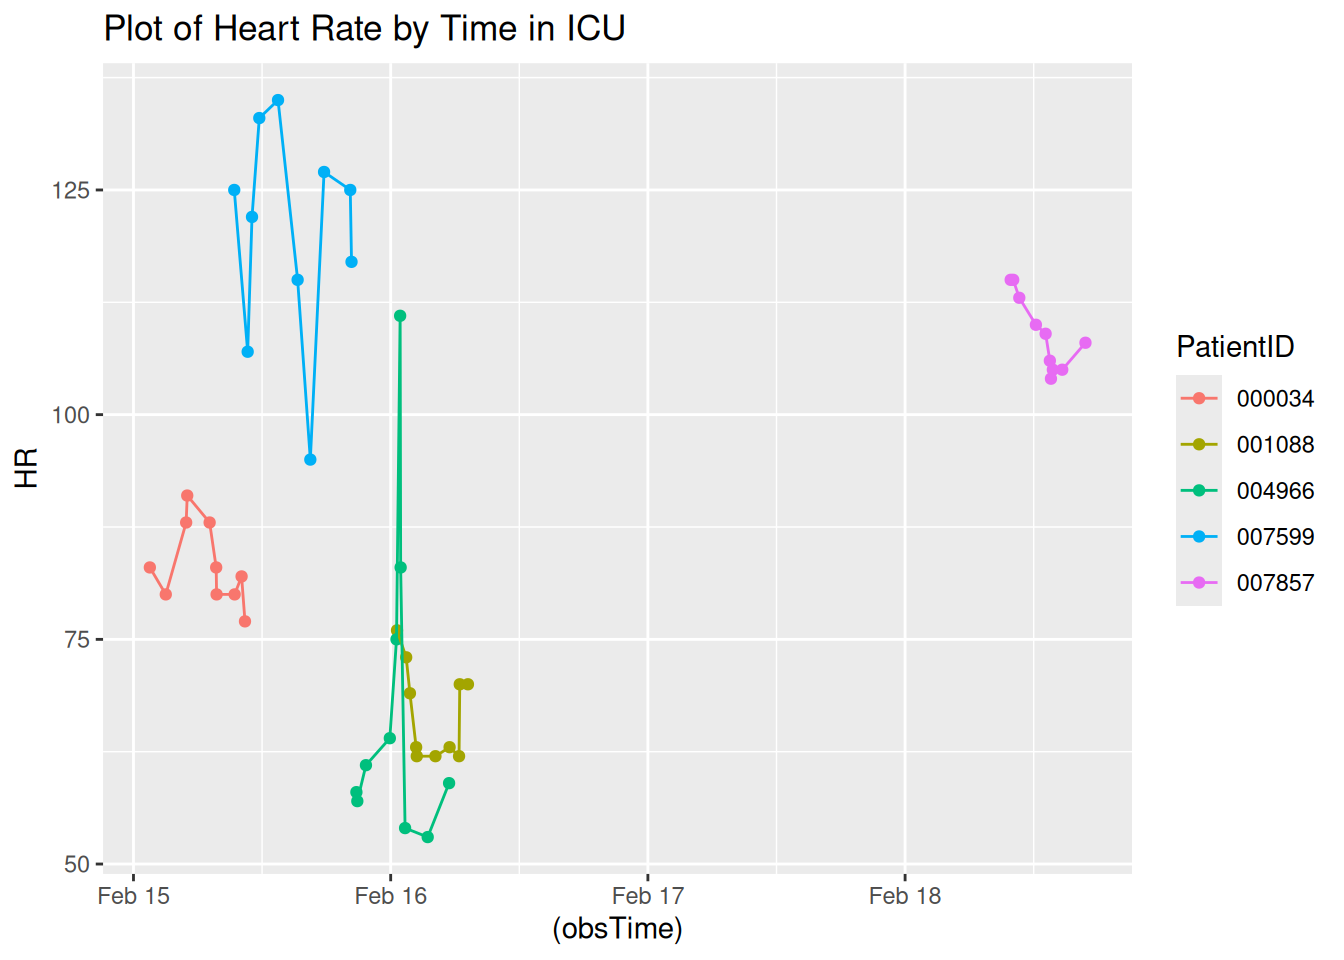 Plot of Heart Rate by Time in ICU
HR
125
100
75
50
Feb 15
Feb 16
Feb 17
Feb 18
(obsTime)
PatientID
000034
001088
004966
007599
007857